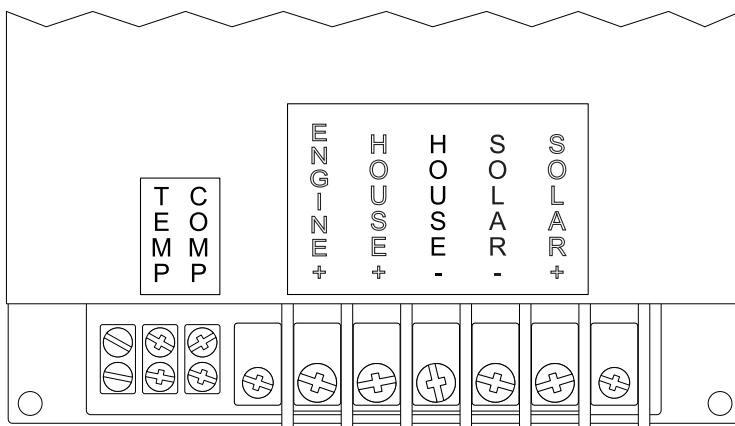 TEMP
COMP
ENGINE+
HOUSE+
HOUSE-
SOLAR-
SOLAR+